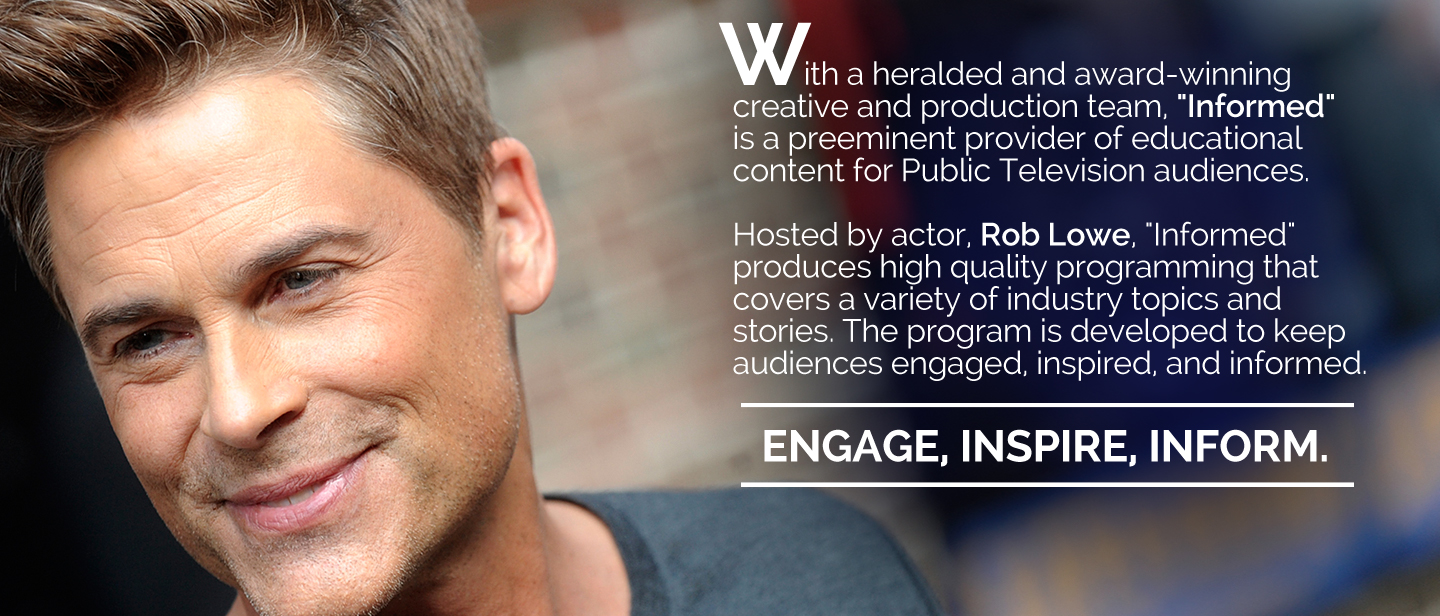 With a heralded and award-winning
creative and production team, "Informed"
is a preeminent provider of educational
content for Public Television audiences.
Hosted by actor, Rob Lowe, "Informed"
produces high quality programming that
covers a variety of industry topics and
stories. The program is developed to keep
audiences engaged, inspired, and informed.
ENGAGE, INSPIRE, INFORM.